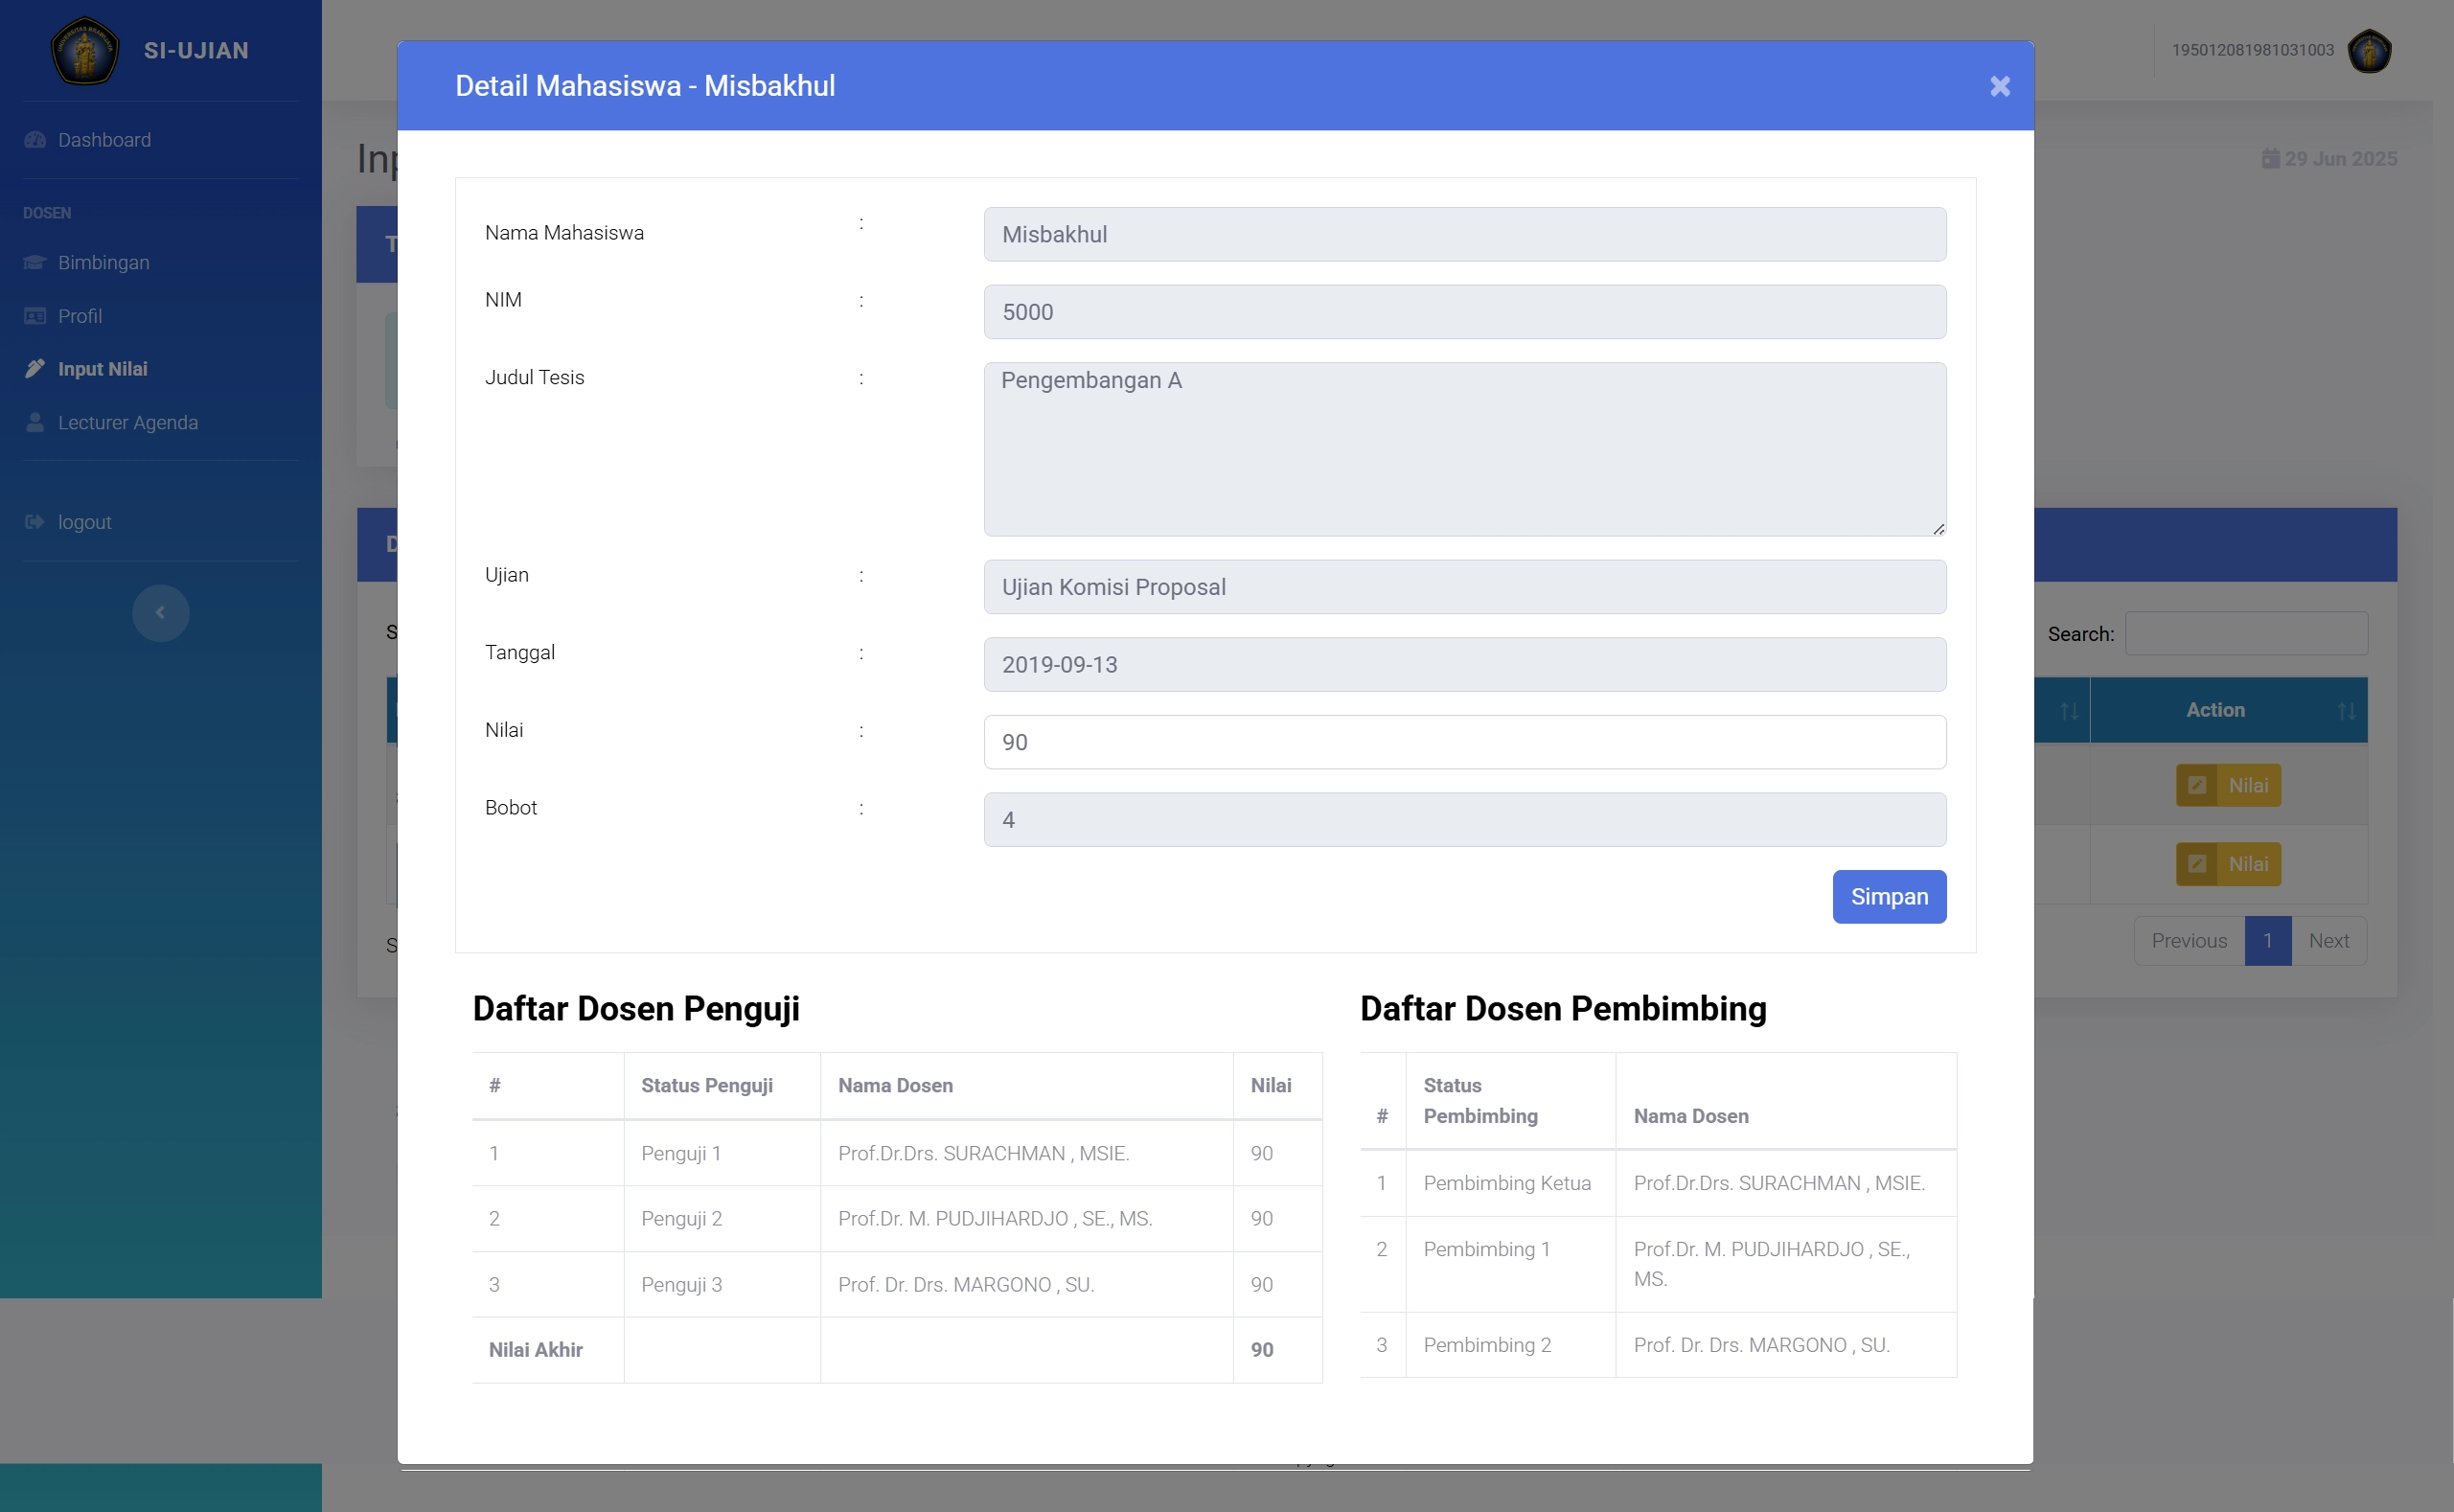 SI-UJIAN
195012081981031003
Detail Mahasiswa - Misbakhul
×
Dashboard
29 Jun 2025
DOSEN
Bimbingan
Profil
Input Nilai
Lecturer Agenda
logout
Nama Mahasiswa : Misbakhul
NIM : 5000
Judul Tesis : Pengembangan A
Ujian : Ujian Komisi Proposal
Tanggal : 2019-09-13
Nilai : 90
Bobot : 4
Simpan
Search:
Action
Nilai
Nilai
Previous 1 Next
Daftar Dosen Penguji
# Status Penguji Nama Dosen Nilai
1 Penguji 1 Prof.Dr.Drs. SURACHMAN , MSIE. 90
2 Penguji 2 Prof.Dr. M. PUDJIHARDJO , SE., MS. 90
3 Penguji 3 Prof. Dr. Drs. MARGONO , SU. 90
Nilai Akhir 90
Daftar Dosen Pembimbing
Status
# Pembimbing Nama Dosen
1 Pembimbing Ketua Prof.Dr.Drs. SURACHMAN , MSIE.
2 Pembimbing 1 Prof.Dr. M. PUDJIHARDJO , SE.,
MS.
3 Pembimbing 2 Prof. Dr. Drs. MARGONO , SU.